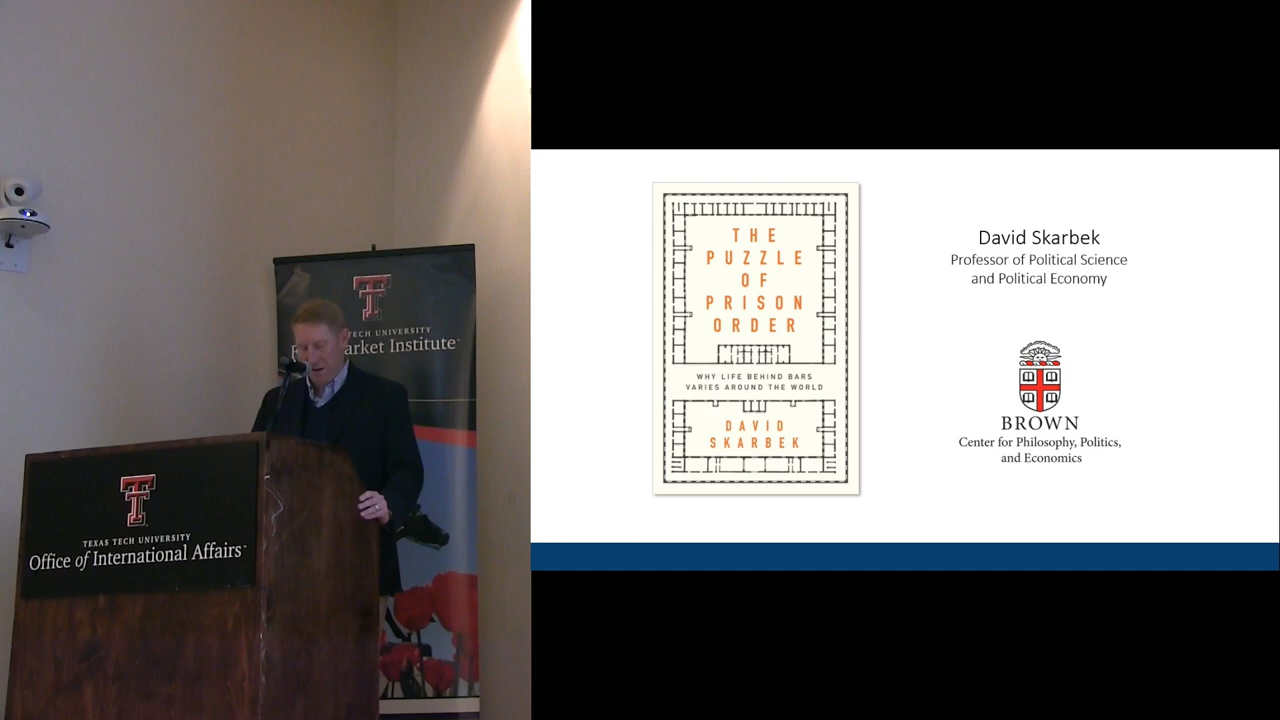 TECH UNIVERSITY
Market Institute
TEXAS TECH UNIVERSITY
Office of International Affairs
THE
PUZZLE
OF
PRISON
ORDER
WHY LIFE BEHIND BARS
VARIES AROUND THE WORLD
DAVID
SKARBEK
David Skarbek
Professor of Political Science
and Political Economy
BROWN
Center for Philosophy, Politics,
and Economics